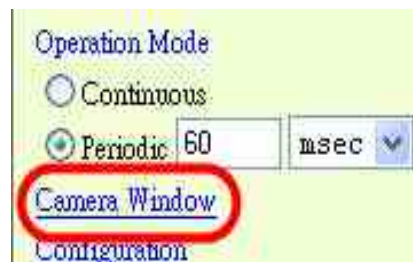 Operation Mode
Continuous
Periodic 60 msec
Camera Window
Configuration